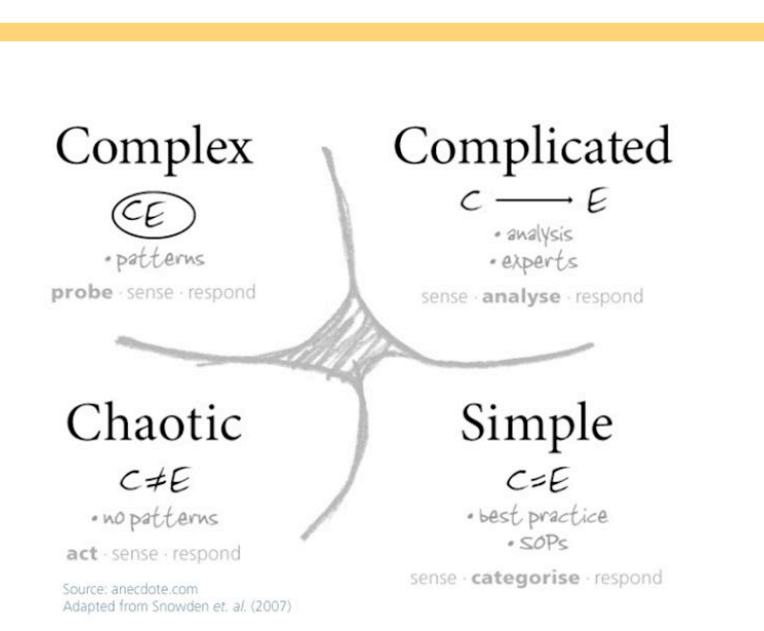 Complex
CE
• patterns
probe · sense · respond
Complicated
C → E
• analysis
• experts
sense · analyse · respond
Chaotic
C≠E
• no patterns
act · sense · respond
Simple
C=E
• best practice
• SOPs
sense · categorise · respond
Source: anecdote.com
Adapted from Snowden et. al. (2007)